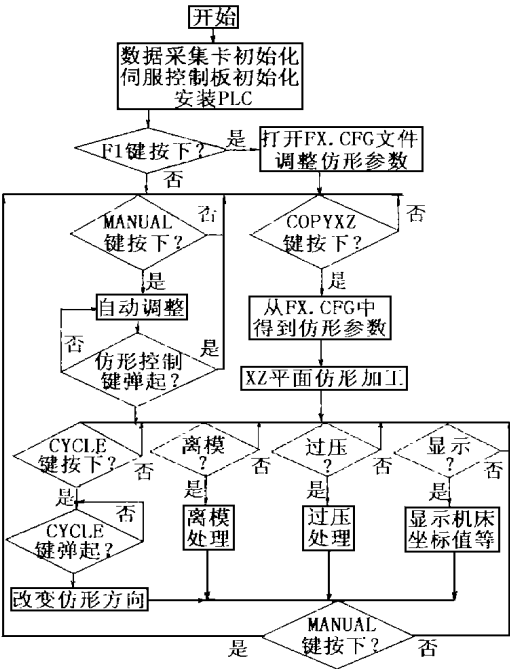 开始
数据采集卡初始化
伺服控制板初始化
安装PLC
F1键按下?
是
打开FX.CFG文件
调整仿形参数
否
MANUAL
键按下?
否
COPYXZ
键按下?
否
是
是
自动调整
从FX.CFG中
得到仿形参数
否
仿形控制
键弹起?
是
XZ平面仿形加工
CYCLE
键按下?
否
离模
?
否
过压
?
否
显示
?
否
是
是
是
是
CYCLE
键弹起?
否
离模
处理
过压
处理
显示机床
坐标值等
改变仿形方向
MANUAL
键按下?
是
否